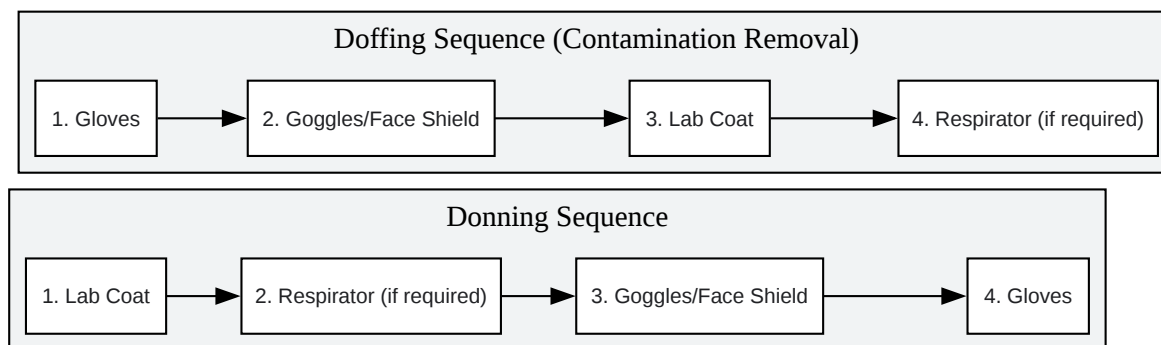 Doffing Sequence (Contamination Removal)
1. Gloves
2. Goggles/Face Shield
3. Lab Coat
4. Respirator (if required)
Donning Sequence
1. Lab Coat
2. Respirator (if required)
3. Goggles/Face Shield
4. Gloves